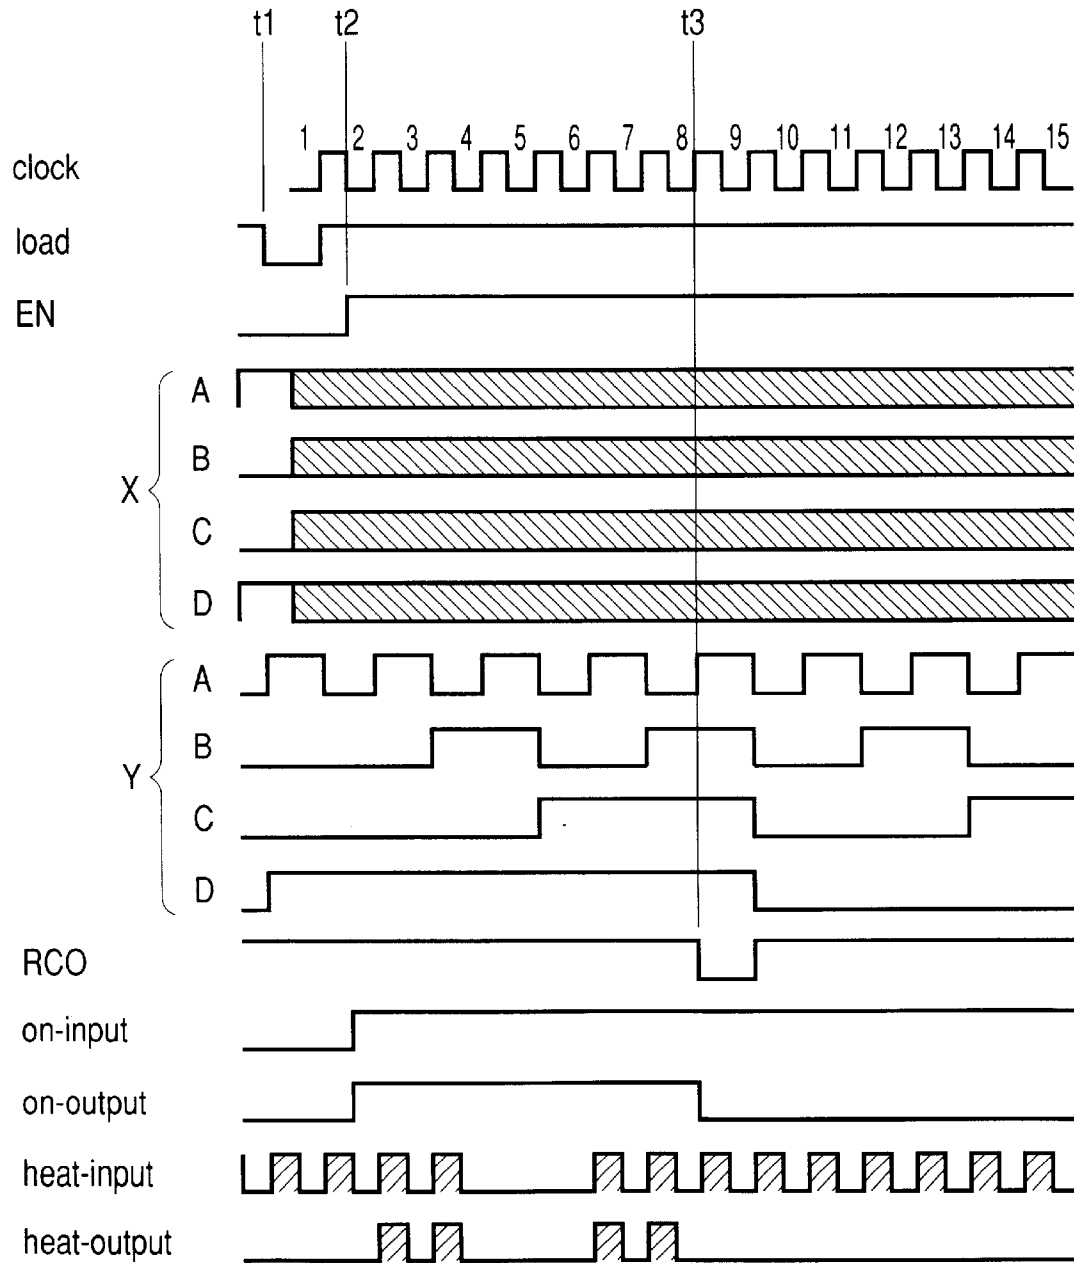 t1 t2 t3
1 2 3 4 5 6 7 8 9 10 11 12 13 14 15
clock
load
EN
X
A
B
C
D
Y
A
B
C
D
RCO
on-input
on-output
heat-input
heat-output